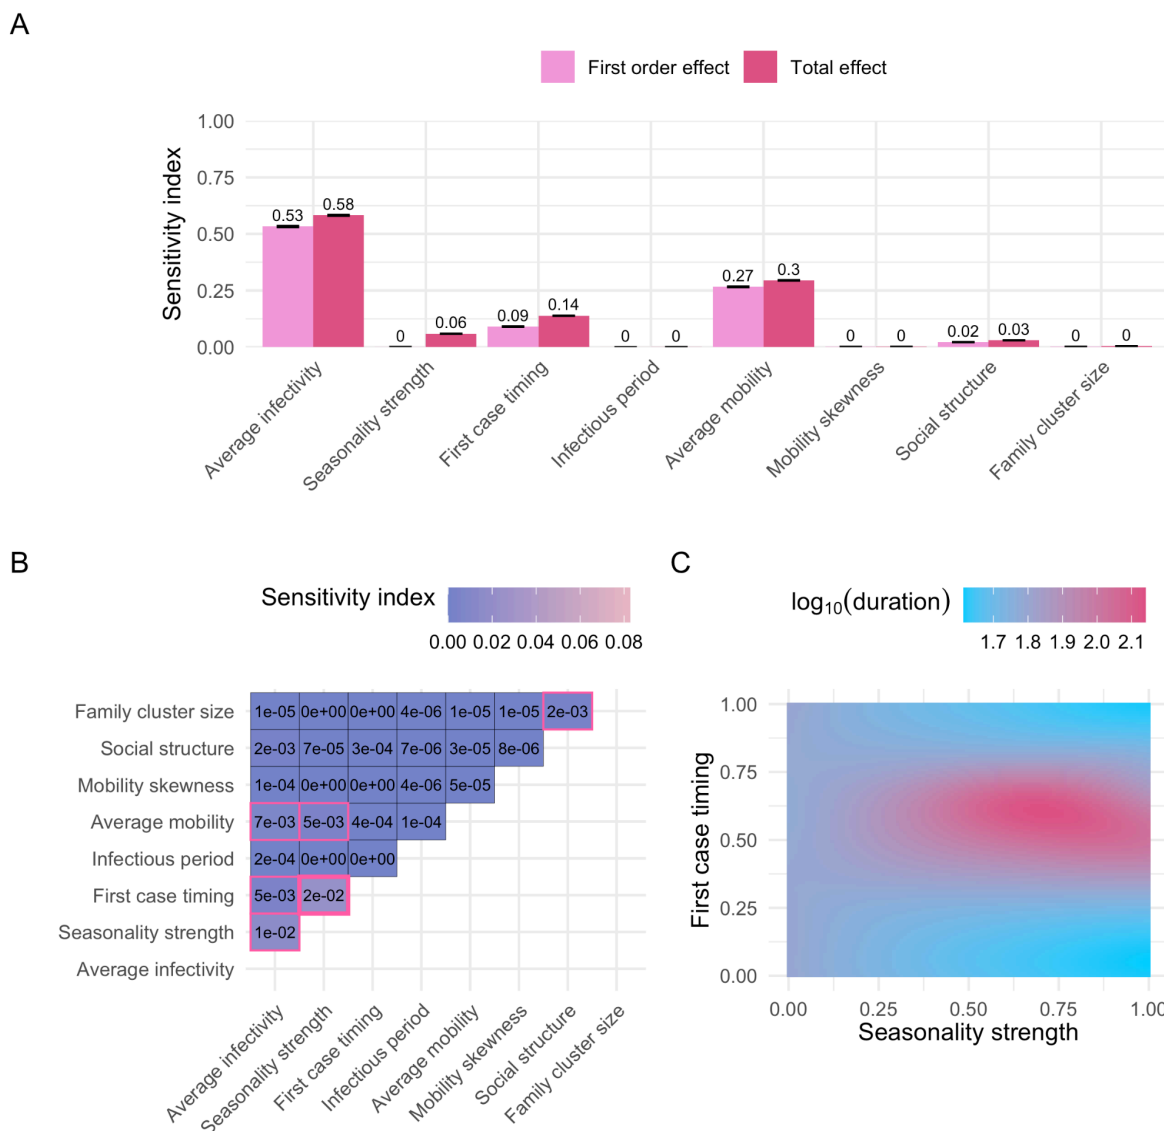 A
First order effect Total effect
Sensitivity index
1.00
0.75
0.50
0.25
0.00
0.53 0.58 0 0.06 0.09 0.14 0 0 0.27 0.3 0 0 0.02 0.03 0 0
Average infectivity
Seasonality strength
First case timing
Infectious period
Average mobility
Mobility skewness
Social structure
Family cluster size
B
Sensitivity index
0.00 0.02 0.04 0.06 0.08
Family cluster size 1e-05 0e+00 0e+00 4e-06 1e-05 1e-05 2e-03
Social structure 2e-03 7e-05 3e-04 7e-06 3e-05 8e-06
Mobility skewness 1e-04 0e+00 0e+00 4e-06 5e-05
Average mobility 7e-03 5e-03 4e-04 1e-04
Infectious period 2e-04 0e+00 0e+00
First case timing 5e-03 2e-02
Seasonality strength 1e-02
Average infectivity
Average infectivity
Seasonality strength
First case timing
Infectious period
Average mobility
Mobility skewness
Social structure
Family cluster size
C
log₁₀(duration)
1.7 1.8 1.9 2.0 2.1
First case timing
1.00
0.75
0.50
0.25
0.00
0.00 0.25 0.50 0.75 1.00
Seasonality strength